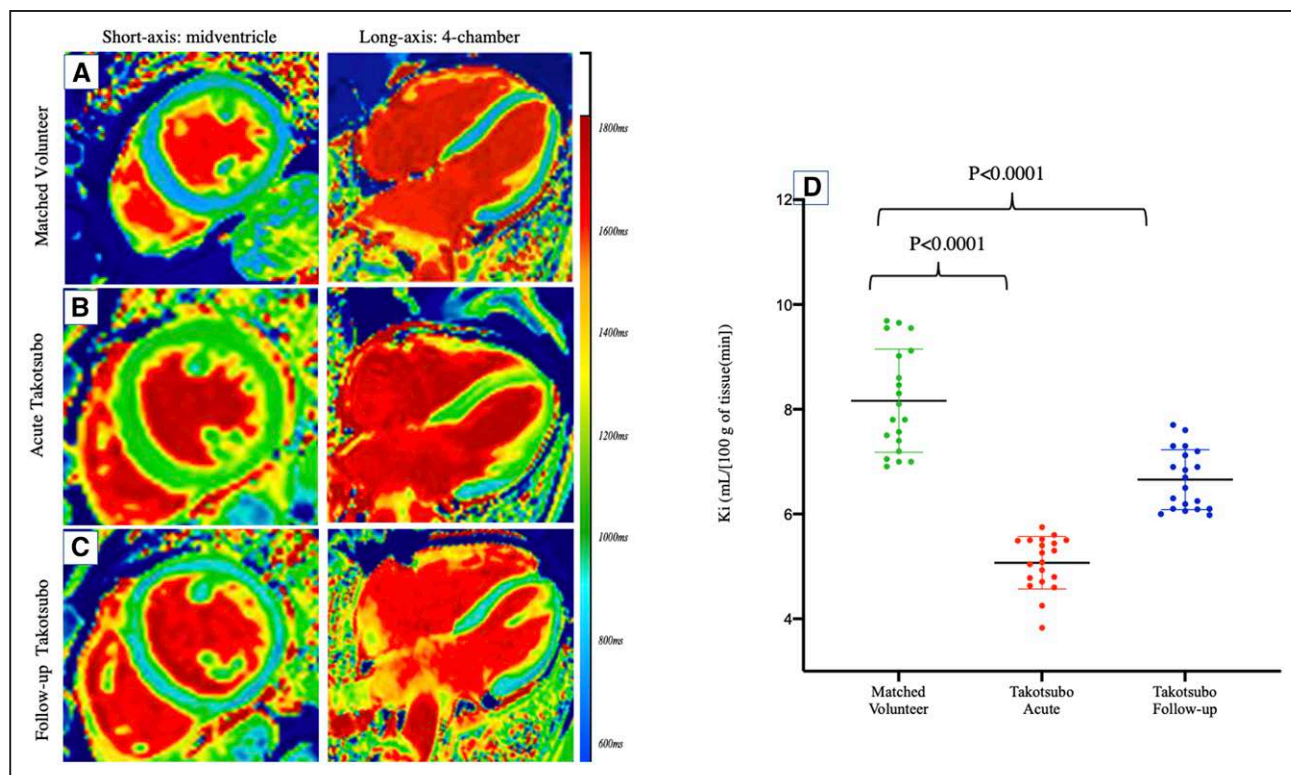 Short-axis: midventricle
Long-axis: 4-chamber
A
Matched Volunteer
B
Acute Takotsubo
C
Follow-up Takotsubo
1800ms
1600ms
1400ms
1200ms
1000ms
800ms
600ms
D
P<0.0001
P<0.0001
12
10
8
6
4
Ki (mL/[100 g of tissue(min])
Matched
Volunteer
Takotsubo
Acute
Takotsubo
Follow-up